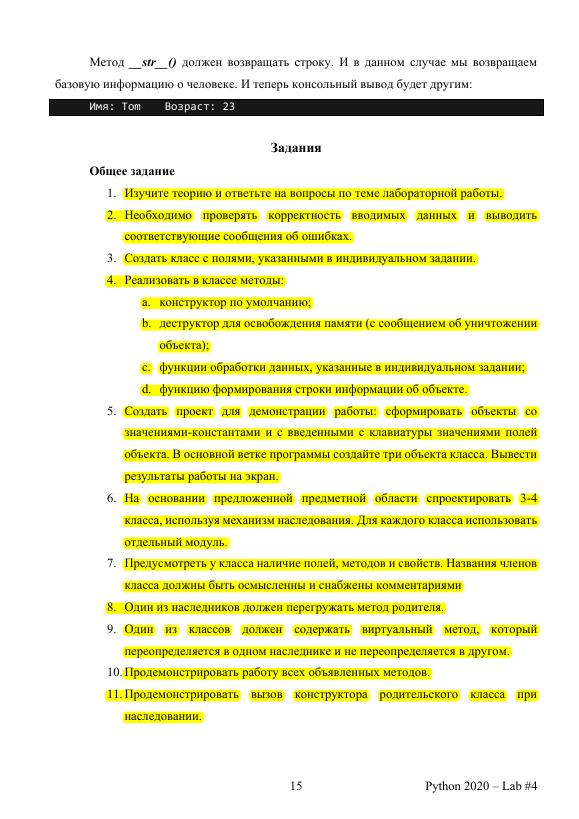 Метод __str__() должен возвращать строку. И в данном случае мы возвращаем
базовую информацию о человеке. И теперь консольный вывод будет другим:
Имя: Tom    Возраст: 23
Задания
Общее задание
1. Изучите теорию и ответьте на вопросы по теме лабораторной работы.
2. Необходимо проверять корректность вводимых данных и выводить
соответствующие сообщения об ошибках.
3. Создать класс с полями, указанными в индивидуальном задании.
4. Реализовать в классе методы:
a. конструктор по умолчанию;
b. деструктор для освобождения памяти (с сообщением об уничтожении
объекта);
c. функции обработки данных, указанные в индивидуальном задании;
d. функцию формирования строки информации об объекте.
5. Создать проект для демонстрации работы: сформировать объекты со
значениями-константами и с введенными с клавиатуры значениями полей
объекта. В основной ветке программы создайте три объекта класса. Вывести
результаты работы на экран.
6. На основании предложенной предметной области спроектировать 3-4
класса, используя механизм наследования. Для каждого класса использовать
отдельный модуль.
7. Предусмотреть у класса наличие полей, методов и свойств. Названия членов
класса должны быть осмысленны и снабжены комментариями
8. Один из наследников должен перегружать метод родителя.
9. Один из классов должен содержать виртуальный метод, который
переопределяется в одном наследнике и не переопределяется в другом.
10. Продемонстрировать работу всех объявленных методов.
11. Продемонстрировать вызов конструктора родительского класса при
наследовании.
15 Python 2020 – Lab #4